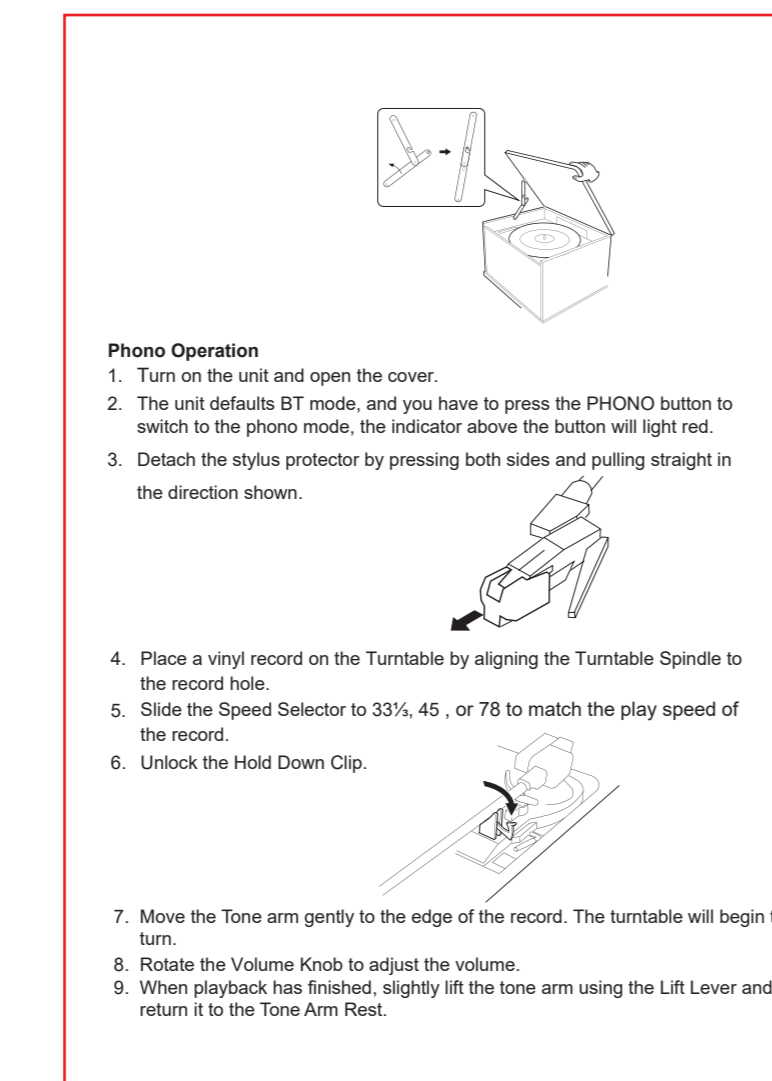 Phono Operation
1. Turn on the unit and open the cover.
2. The unit defaults BT mode, and you have to press the PHONO button to
switch to the phono mode, the indicator above the button will light red.
3. Detach the stylus protector by pressing both sides and pulling straight in
the direction shown.
4. Place a vinyl record on the Turntable by aligning the Turntable Spindle to
the record hole.
5. Slide the Speed Selector to 33⅓, 45 , or 78 to match the play speed of
the record.
6. Unlock the Hold Down Clip.
7. Move the Tone arm gently to the edge of the record. The turntable will begin
turn.
8. Rotate the Volume Knob to adjust the volume.
9. When playback has finished, slightly lift the tone arm using the Lift Lever and
return it to the Tone Arm Rest.